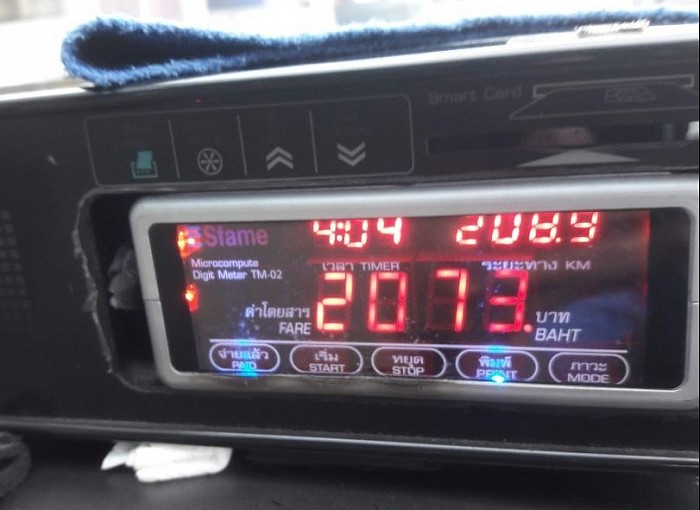 Smart Card
Sfame
4:04 208.9
Microcompute
Digit Meter TM-02
เวลา TIMER ระยะทาง KM
ค่าโดยสาร
FARE
2073.
บาท
BAHT
จ่ายแล้ว
PAID
เริ่ม
START
หยุด
STOP
พิมพ์
PRINT
ภาวะ
MODE